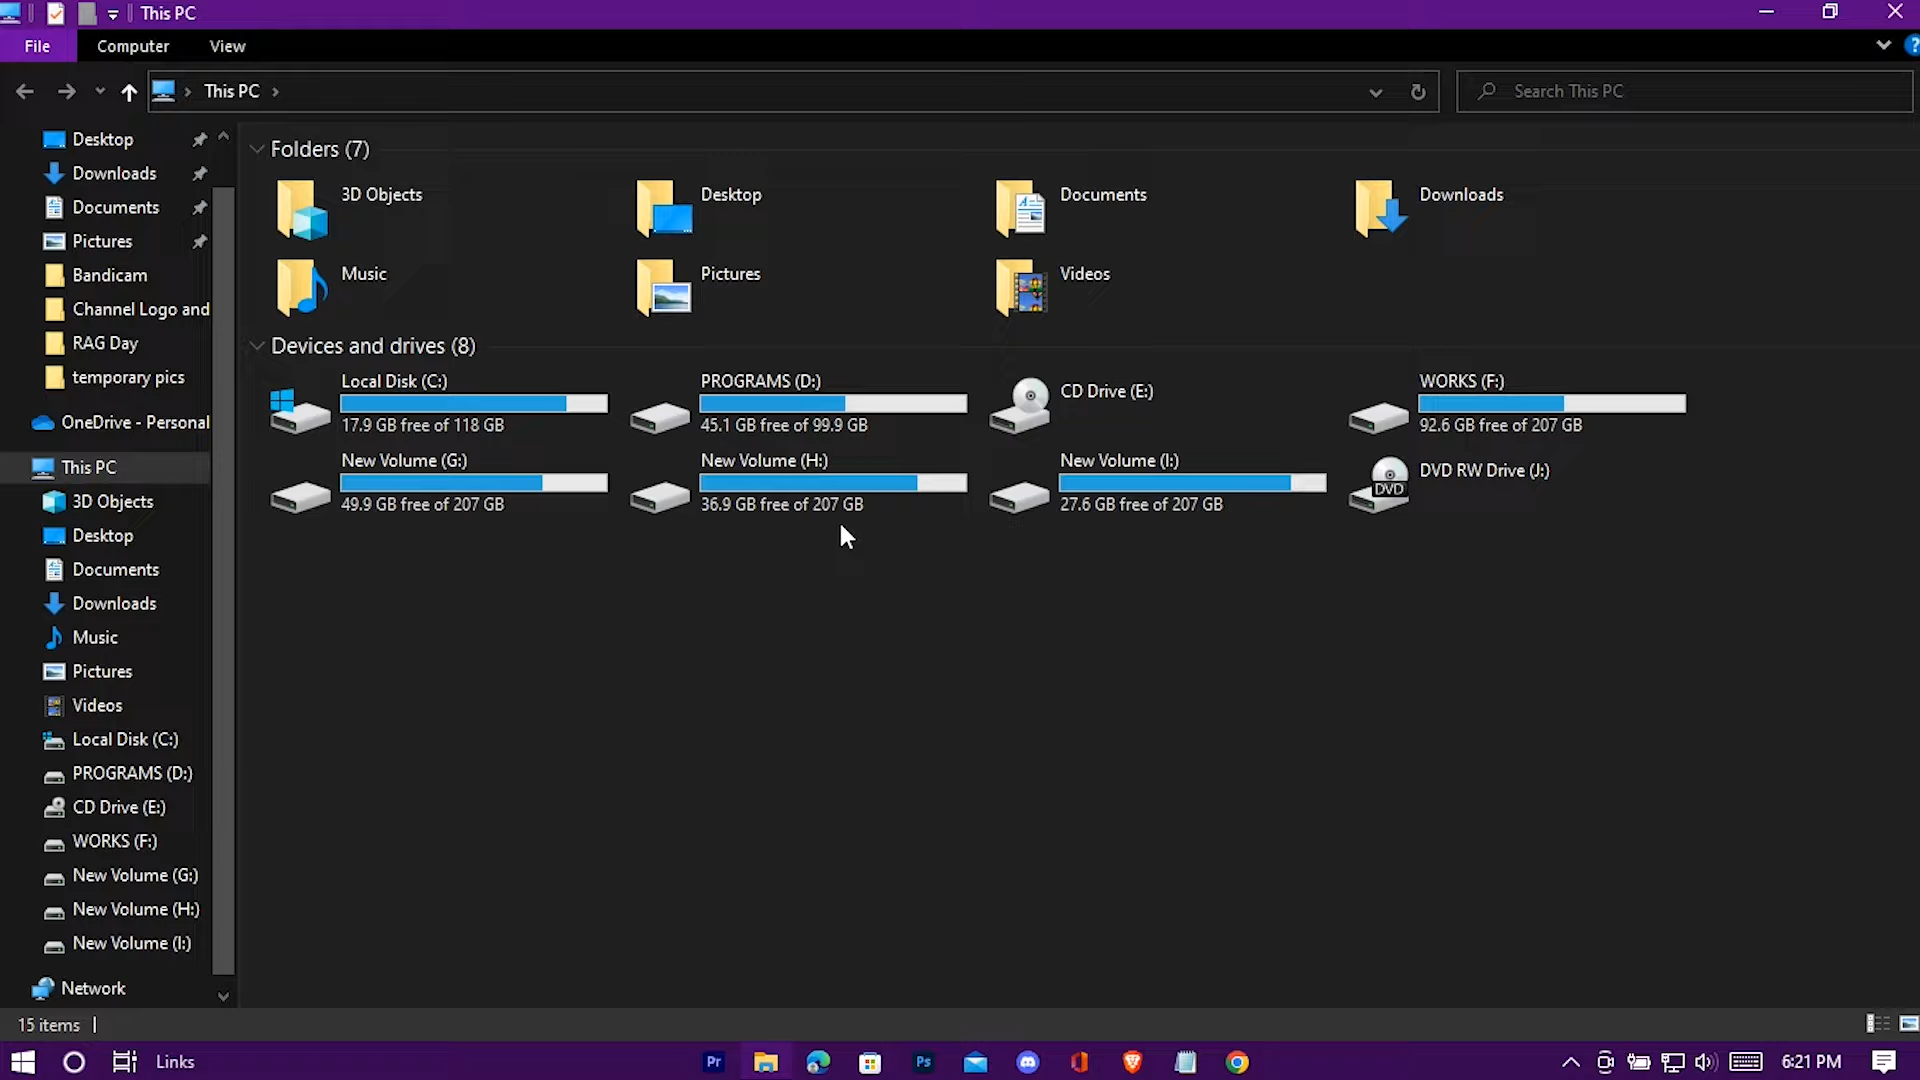 This PC
File
Computer
View
This PC
Search This PC
Desktop
Downloads
Documents
Pictures
Bandicam
Channel Logo and
RAG Day
temporary pics
OneDrive - Personal
This PC
3D Objects
Desktop
Documents
Downloads
Music
Pictures
Videos
Local Disk (C:)
PROGRAMS (D:)
CD Drive (E:)
WORKS (F:)
New Volume (G:)
New Volume (H:)
New Volume (I:)
Network
Folders (7)
3D Objects
Desktop
Documents
Downloads
Music
Pictures
Videos
Devices and drives (8)
Local Disk (C:)
17.9 GB free of 118 GB
PROGRAMS (D:)
45.1 GB free of 99.9 GB
CD Drive (E:)
WORKS (F:)
92.6 GB free of 207 GB
New Volume (G:)
49.9 GB free of 207 GB
New Volume (H:)
36.9 GB free of 207 GB
New Volume (I:)
27.6 GB free of 207 GB
DVD RW Drive (J:)
DVD
15 items
Links
Pr
Ps
6:21 PM